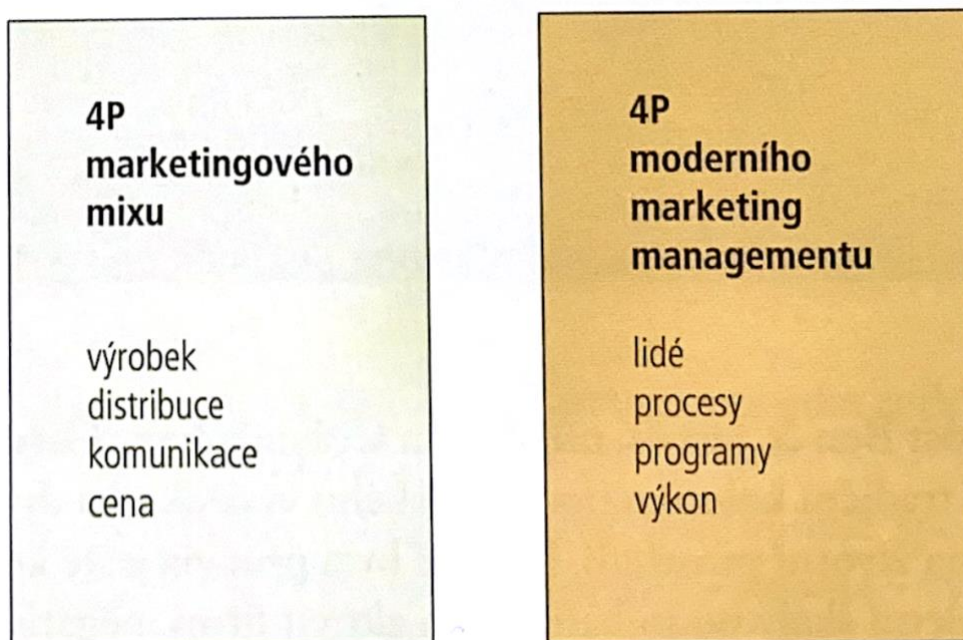 4P
marketingového
mixu
výrobek
distribuce
komunikace
cena
4P
moderního
marketing
managementu
lidé
procesy
programy
výkon